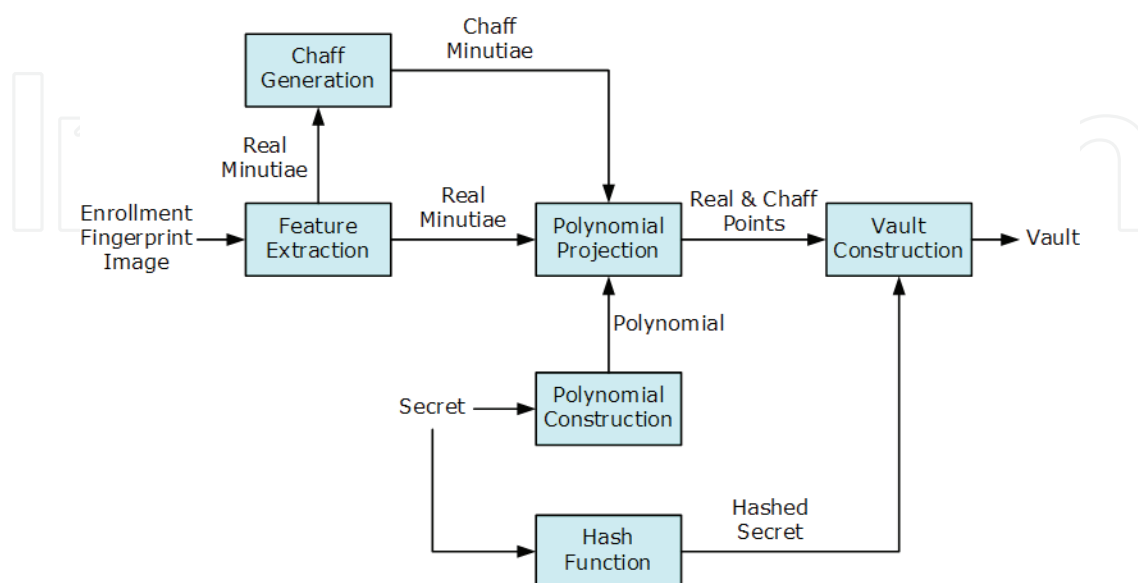 Chaff
Minutiae
Chaff
Generation
Real
Minutiae
Real
Minutiae
Real & Chaff
Points
Enrollment
Fingerprint
Image
Feature
Extraction
Polynomial
Projection
Vault
Construction
Vault
Polynomial
Secret
Polynomial
Construction
Hashed
Secret
Hash
Function